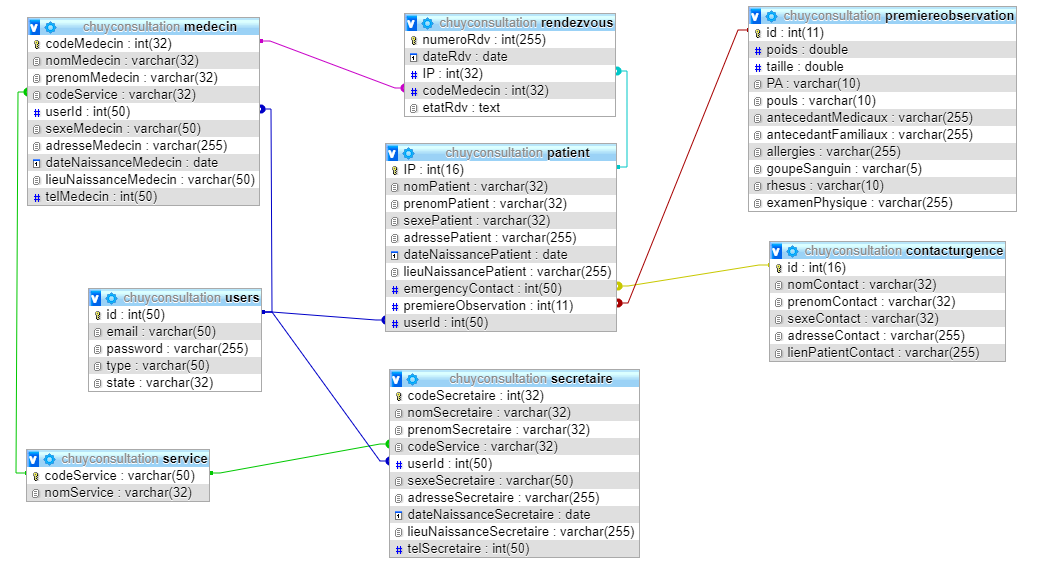 chuyconsultation medecin
codeMedecin : int(32)
nomMedecin : varchar(32)
prenomMedecin : varchar(32)
codeService : varchar(32)
userId : int(50)
sexeMedecin : varchar(50)
adresseMedecin : varchar(255)
dateNaissanceMedecin : date
lieuNaissanceMedecin : varchar(50)
telMedecin : int(50)
chuyconsultation rendezvous
numeroRdv : int(255)
dateRdv : date
IP : int(32)
codeMedecin : int(32)
etatRdv : text
chuyconsultation premiereobservation
id : int(11)
poids : double
taille : double
PA : varchar(10)
pouls : varchar(10)
antecedantMedicaux : varchar(255)
antecedantFamiliaux : varchar(255)
allergies : varchar(255)
goupeSanguin : varchar(5)
rhesus : varchar(10)
examenPhysique : varchar(255)
chuyconsultation patient
IP : int(16)
nomPatient : varchar(32)
prenomPatient : varchar(32)
sexePatient : varchar(32)
adressePatient : varchar(255)
dateNaissancePatient : date
lieuNaissancePatient : varchar(255)
emergencyContact : int(50)
premiereObservation : int(11)
userId : int(50)
chuyconsultation contacturgence
id : int(16)
nomContact : varchar(32)
prenomContact : varchar(32)
sexeContact : varchar(32)
adresseContact : varchar(255)
lienPatientContact : varchar(255)
chuyconsultation users
id : int(50)
email : varchar(50)
password : varchar(255)
type : varchar(50)
state : varchar(32)
chuyconsultation secretaire
codeSecretaire : int(32)
nomSecretaire : varchar(32)
prenomSecretaire : varchar(32)
codeService : varchar(32)
userId : int(50)
sexeSecretaire : varchar(50)
adresseSecretaire : varchar(255)
dateNaissanceSecretaire : date
lieuNaissanceSecretaire : varchar(255)
telSecretaire : int(50)
chuyconsultation service
codeService : varchar(50)
nomService : varchar(32)